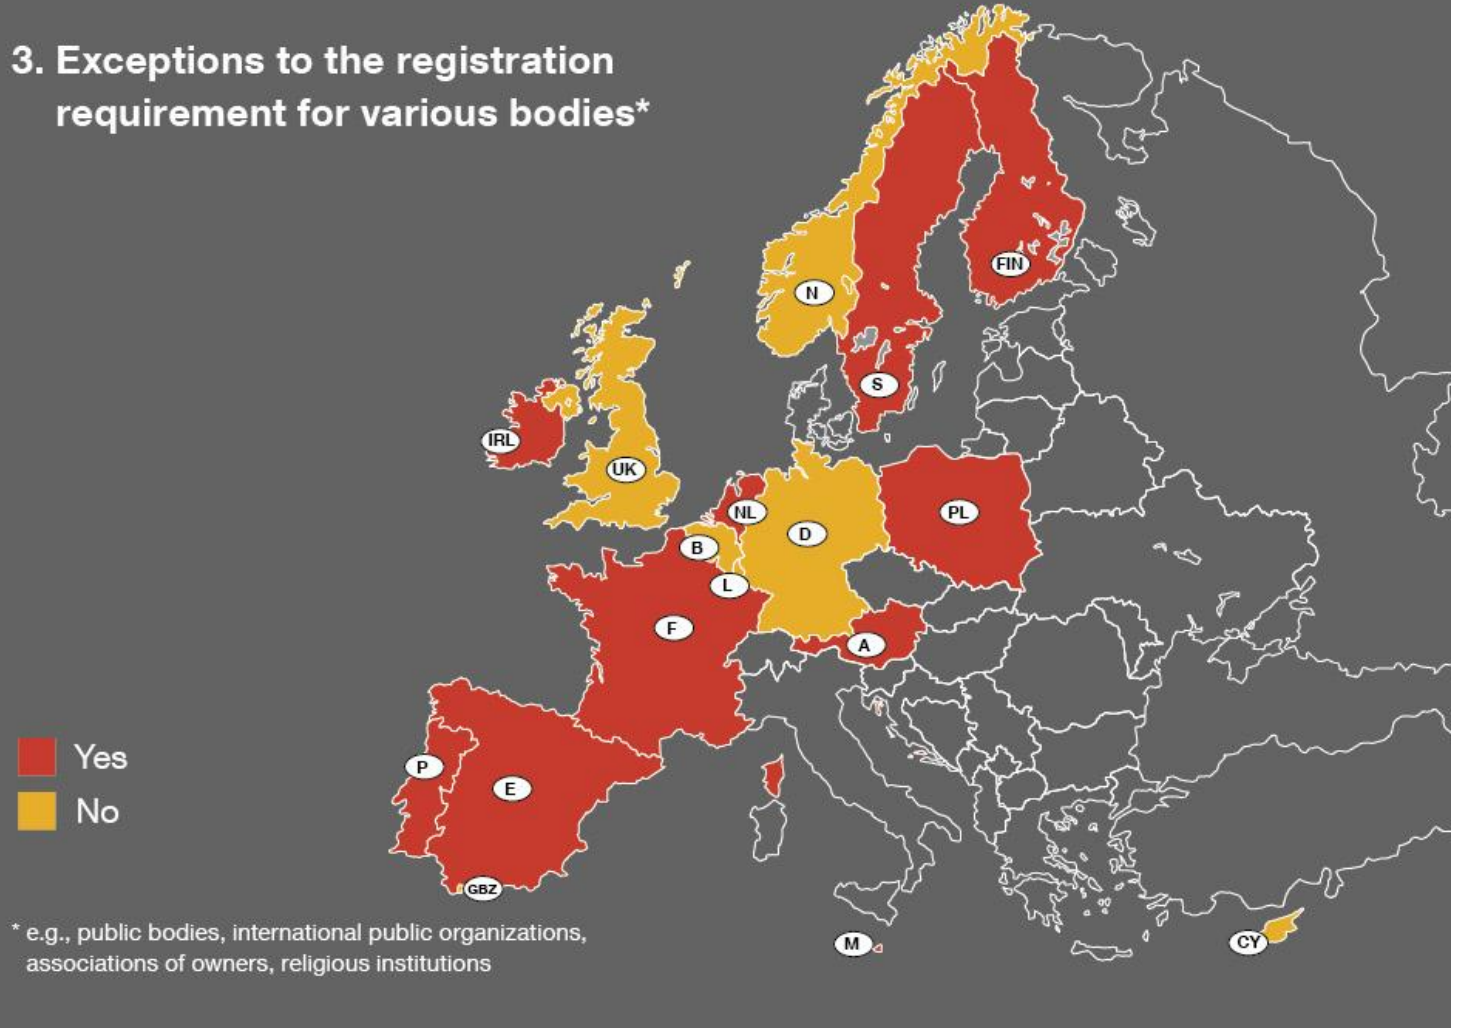 3. Exceptions to the registration
requirement for various bodies*
FIN
N
S
IRL
UK
NL
PL
D
B
L
F
A
P
E
GBZ
M
CY
Yes
No
* e.g., public bodies, international public organizations,
associations of owners, religious institutions